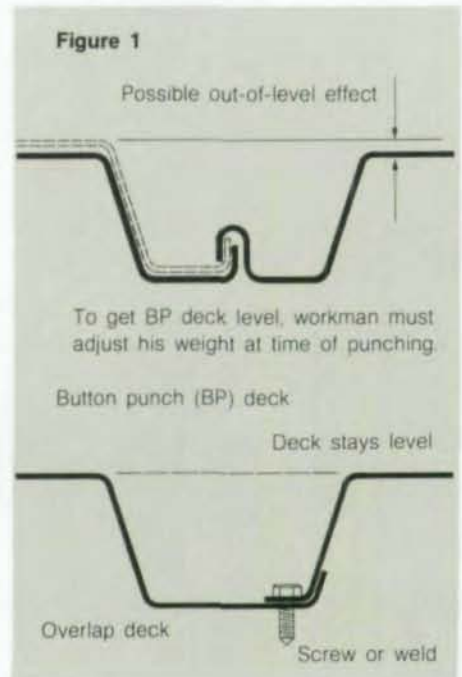 Figure 1
Possible out-of-level effect
To get BP deck level, workman must
adjust his weight at time of punching.
Button punch (BP) deck
Deck stays level
Overlap deck
Screw or weld